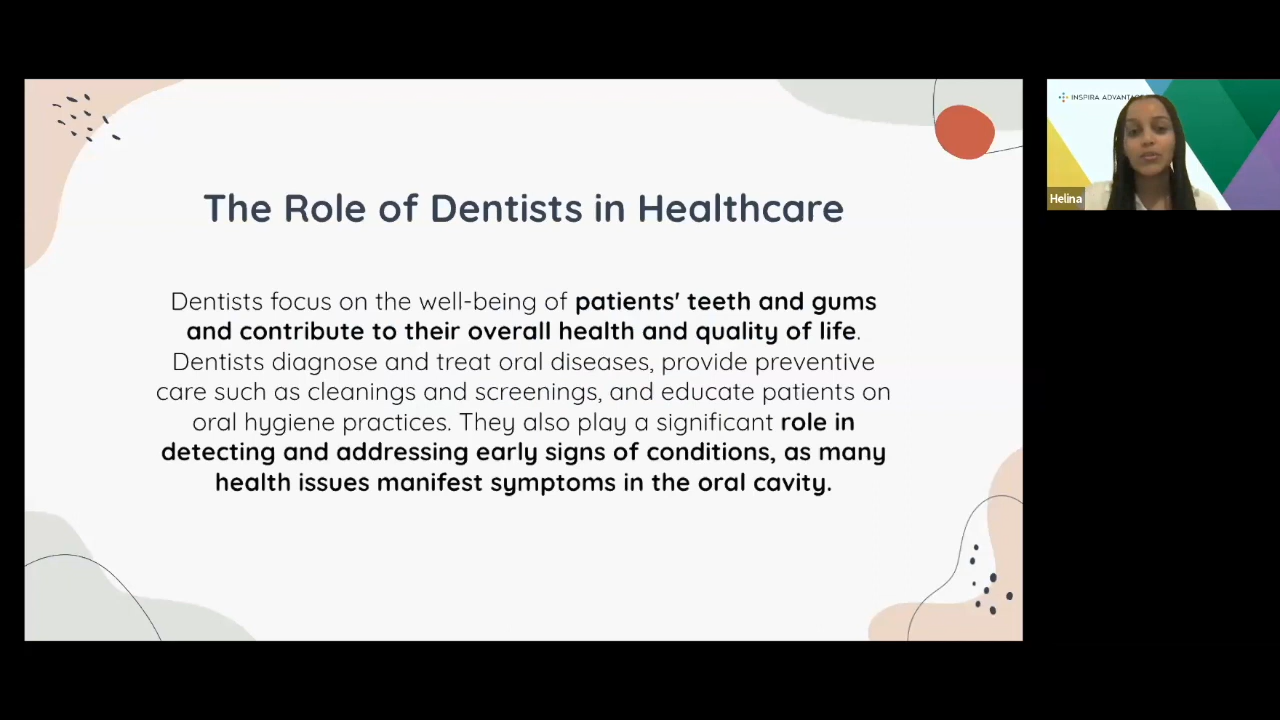 The Role of Dentists in Healthcare
Dentists focus on the well-being of patients' teeth and gums
and contribute to their overall health and quality of life.
Dentists diagnose and treat oral diseases, provide preventive
care such as cleanings and screenings, and educate patients on
oral hygiene practices. They also play a significant role in
detecting and addressing early signs of conditions, as many
health issues manifest symptoms in the oral cavity.
INSPIRA
Helina